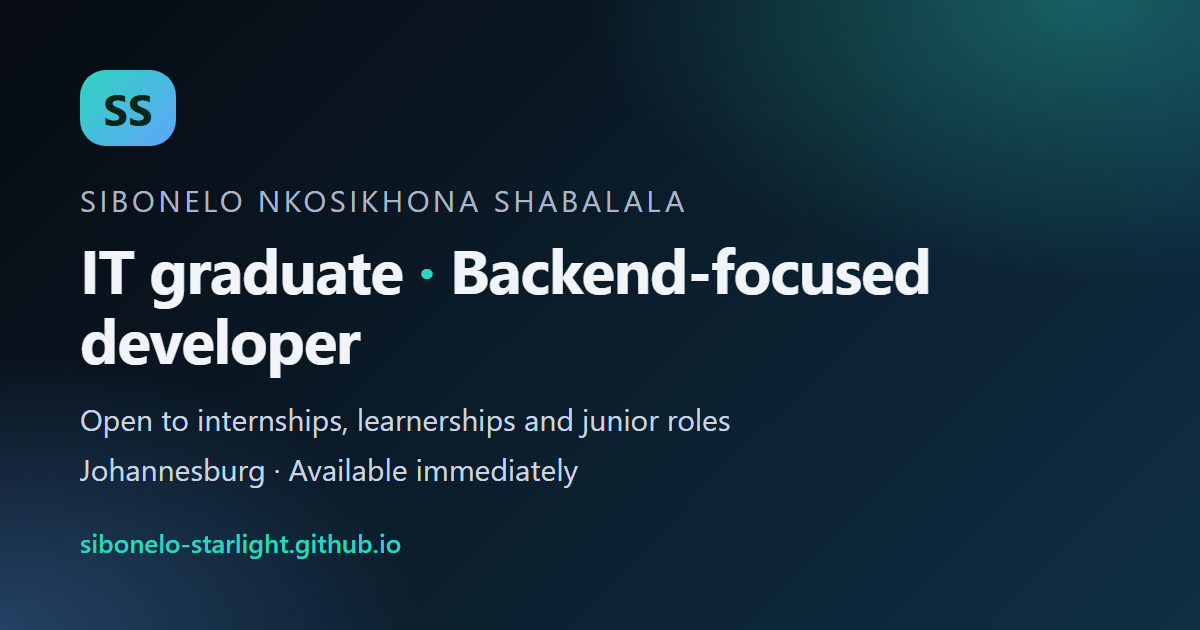 SS
SIBONELO NKOSIKHONA SHABALALA
IT graduate · Backend-focused
developer
Open to internships, learnerships and junior roles
Johannesburg · Available immediately
sibonelo-starlight.github.io